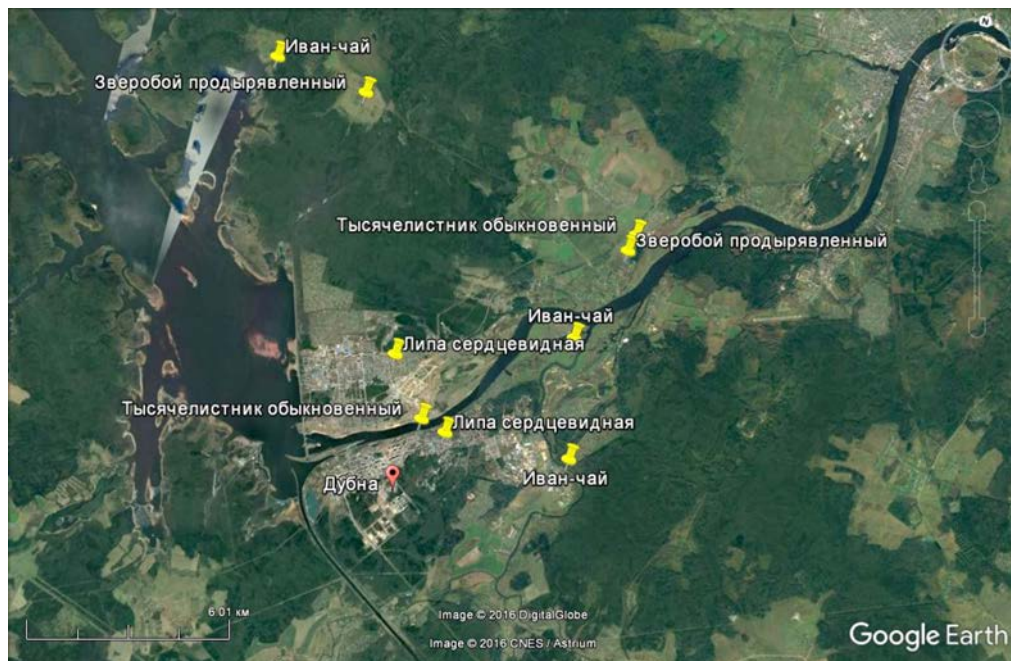 N
Иван-чай
Зверобой продырявленный
Тысячелистник обыкновенный
Зверобой продырявленный
Иван-чай
Липа сердцевидная
Тысячелистник обыкновенный
Липа сердцевидная
Иван-чай
Дубна
6.01 км
Image © 2016 DigitalGlobe
Image © 2016 CNES / Astrium
Google Earth